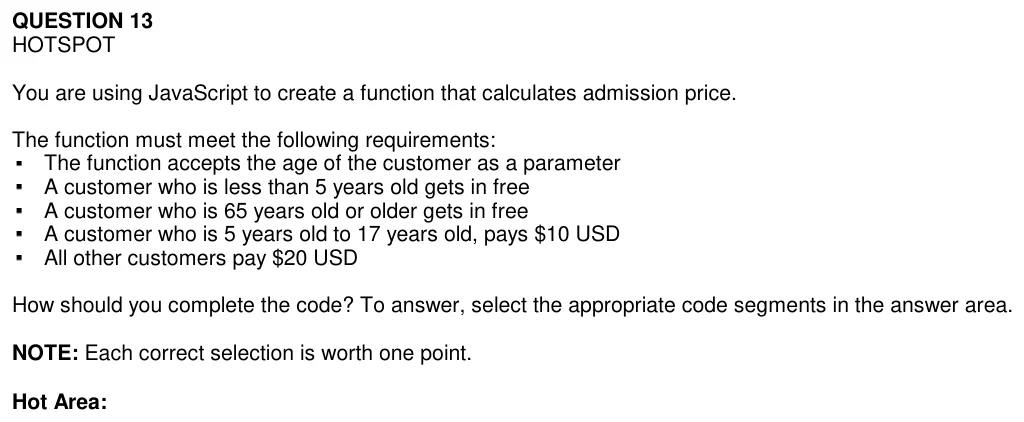 QUESTION 13
HOTSPOT
You are using JavaScript to create a function that calculates admission price.
The function must meet the following requirements:
▪ The function accepts the age of the customer as a parameter
▪ A customer who is less than 5 years old gets in free
▪ A customer who is 65 years old or older gets in free
▪ A customer who is 5 years old to 17 years old, pays $10 USD
▪ All other customers pay $20 USD
How should you complete the code? To answer, select the appropriate code segments in the answer area.
NOTE: Each correct selection is worth one point.
Hot Area: